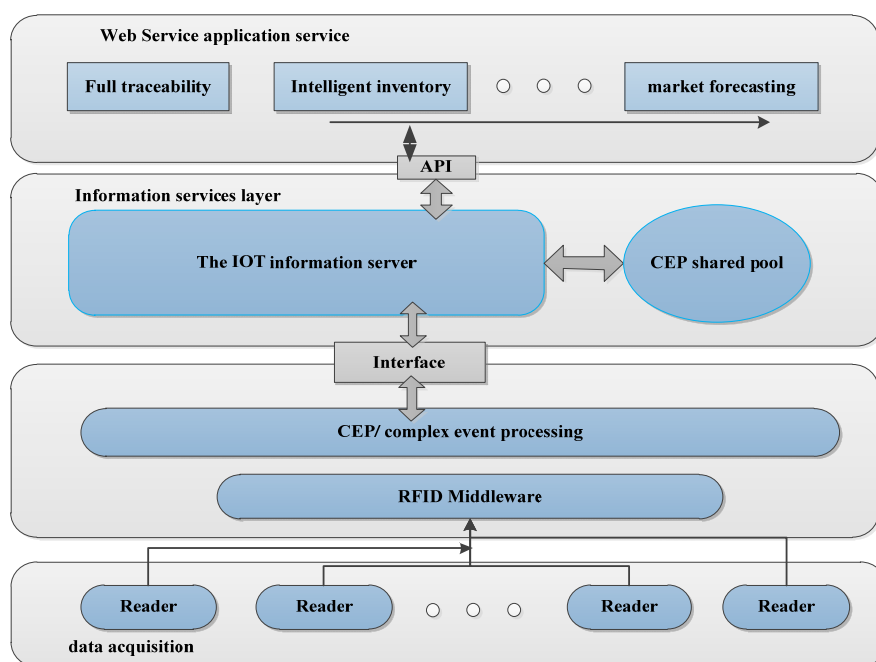 Web Service application service
Full traceability
Intelligent inventory
market forecasting
API
Information services layer
The IOT information server
CEP shared pool
Interface
CEP/ complex event processing
RFID Middleware
Reader
Reader
Reader
Reader
data acquisition